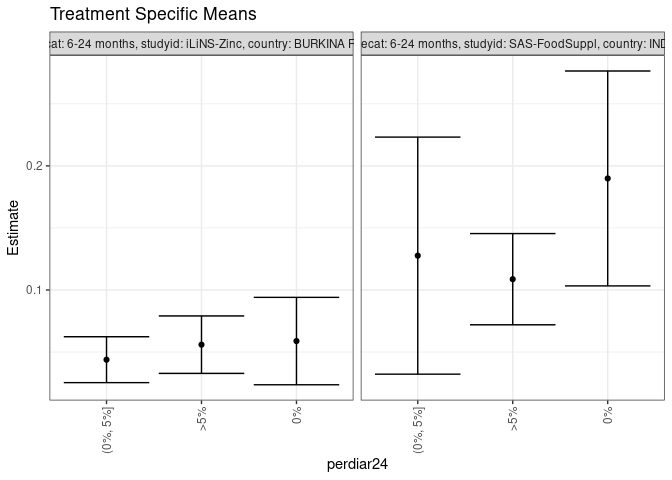 Treatment Specific Means
cat: 6-24 months, studyid: iLiNS-Zinc, country: BURKINA F
ecat: 6-24 months, studyid: SAS-FoodSuppl, country: IND
0.2
0.1
Estimate
(0%, 5%]
>5%
0%
(0%, 5%]
>5%
0%
perdiar24